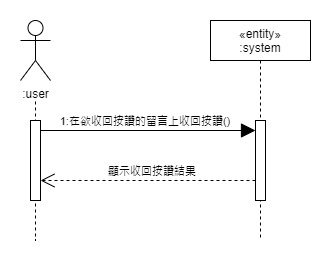 «entity»
:system
:user
1:在欲收回按讚的留言上收回按讚()
顯示收回按讚結果